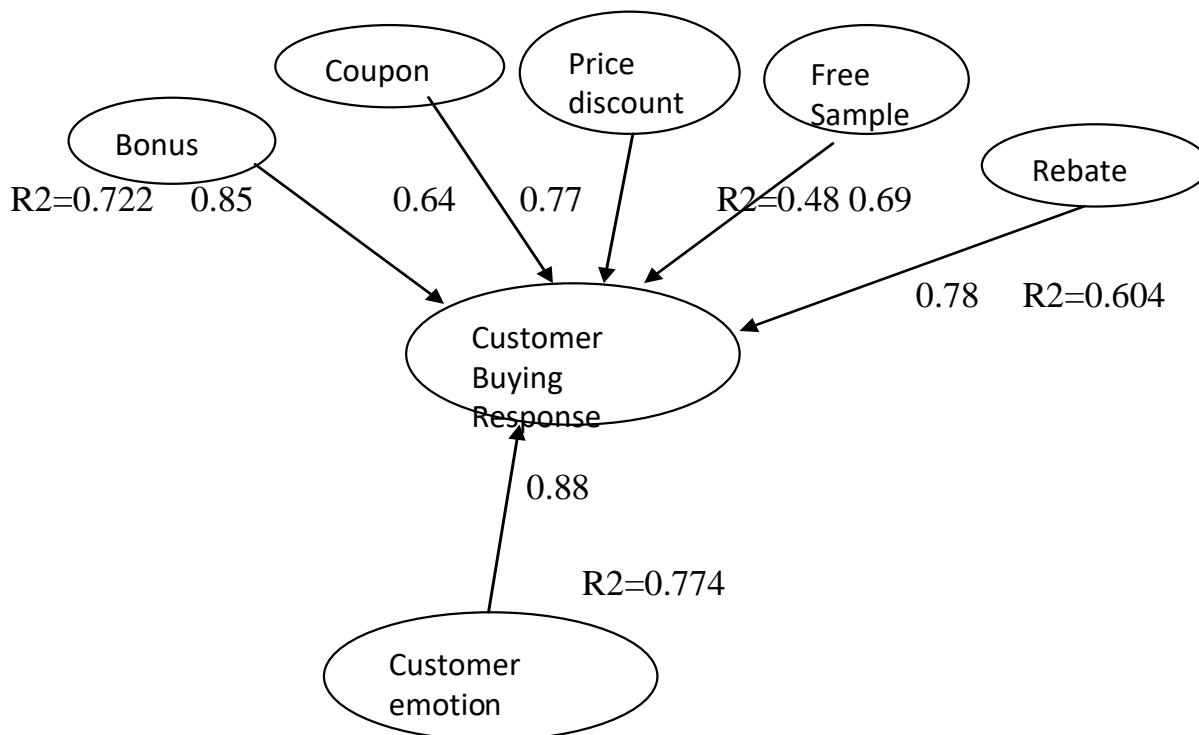 Coupon
Price
discount
Free
Sample
Bonus
Rebate
R2=0.722 0.85 0.64 0.77 R2=0.48 0.69
0.78 R2=0.604
Customer
Buying
Response
0.88
R2=0.774
Customer
emotion